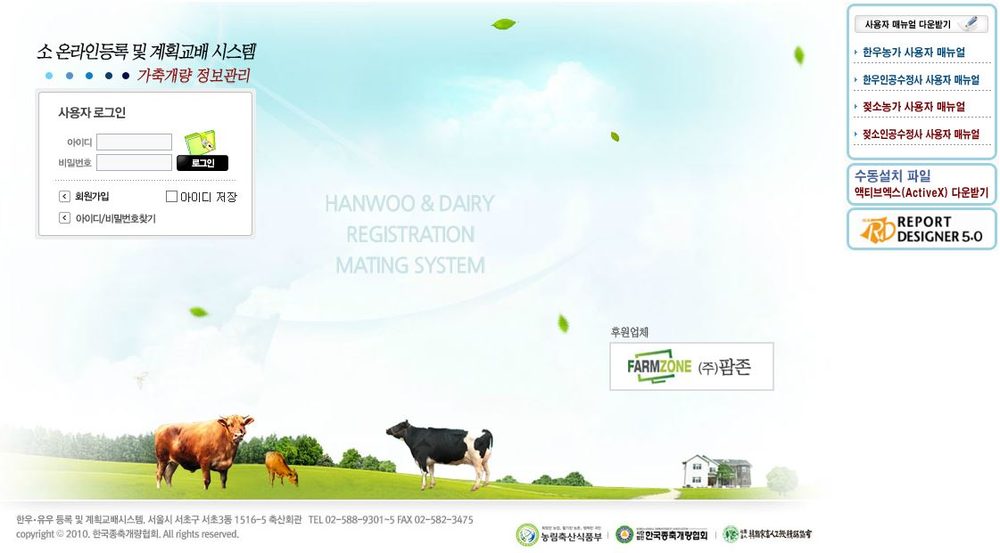 소 온라인등록 및 계획교배 시스템
가축개량 정보관리
사용자 로그인
아이디
비밀번호
로그인
회원가입
아이디 저장
아이디/비밀번호찾기
HANWOO & DAIRY
REGISTRATION
MATING SYSTEM
후원업체
FARMZONE (주)팜존
사용자 매뉴얼 다운받기
한우농가 사용자 매뉴얼
한우인공수정사 사용자 매뉴얼
젖소농가 사용자 매뉴얼
젖소인공수정사 사용자 매뉴얼
수동설치 파일
액티브엑스(ActiveX) 다운받기
RD REPORT
DESIGNER 5.0
한우·유우 등록 및 계획교배시스템. 서울시 서초구 서초3동 1516-5 축산회관 TEL 02-588-9301~5 FAX 02-582-3475
copyright © 2010. 한국종축개량협회. All rights reserved.
농림축산식품부
사단법인 한국종축개량협회